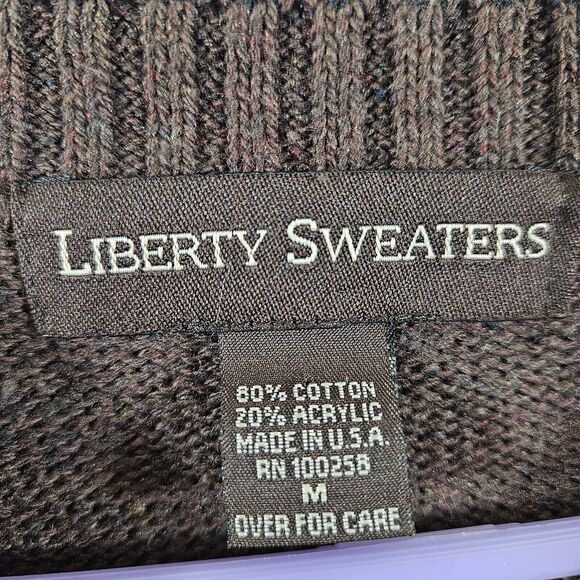 LIBERTY SWEATERS
80% COTTON
20% ACRYLIC
MADE IN U.S.A.
RN 100258
M
OVER FOR CARE